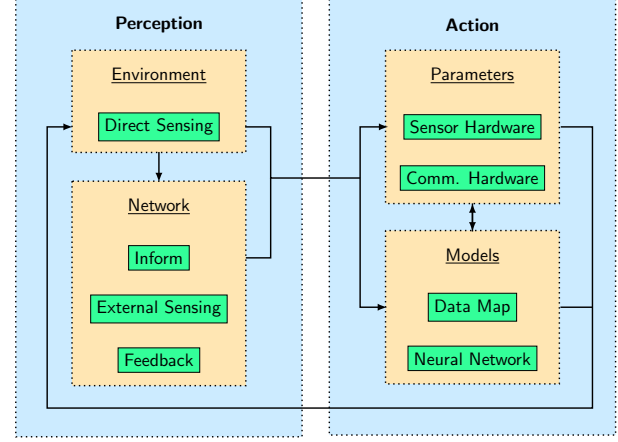 Perception
Environment
Direct Sensing
Network
Inform
External Sensing
Feedback
Action
Parameters
Sensor Hardware
Comm. Hardware
Models
Data Map
Neural Network